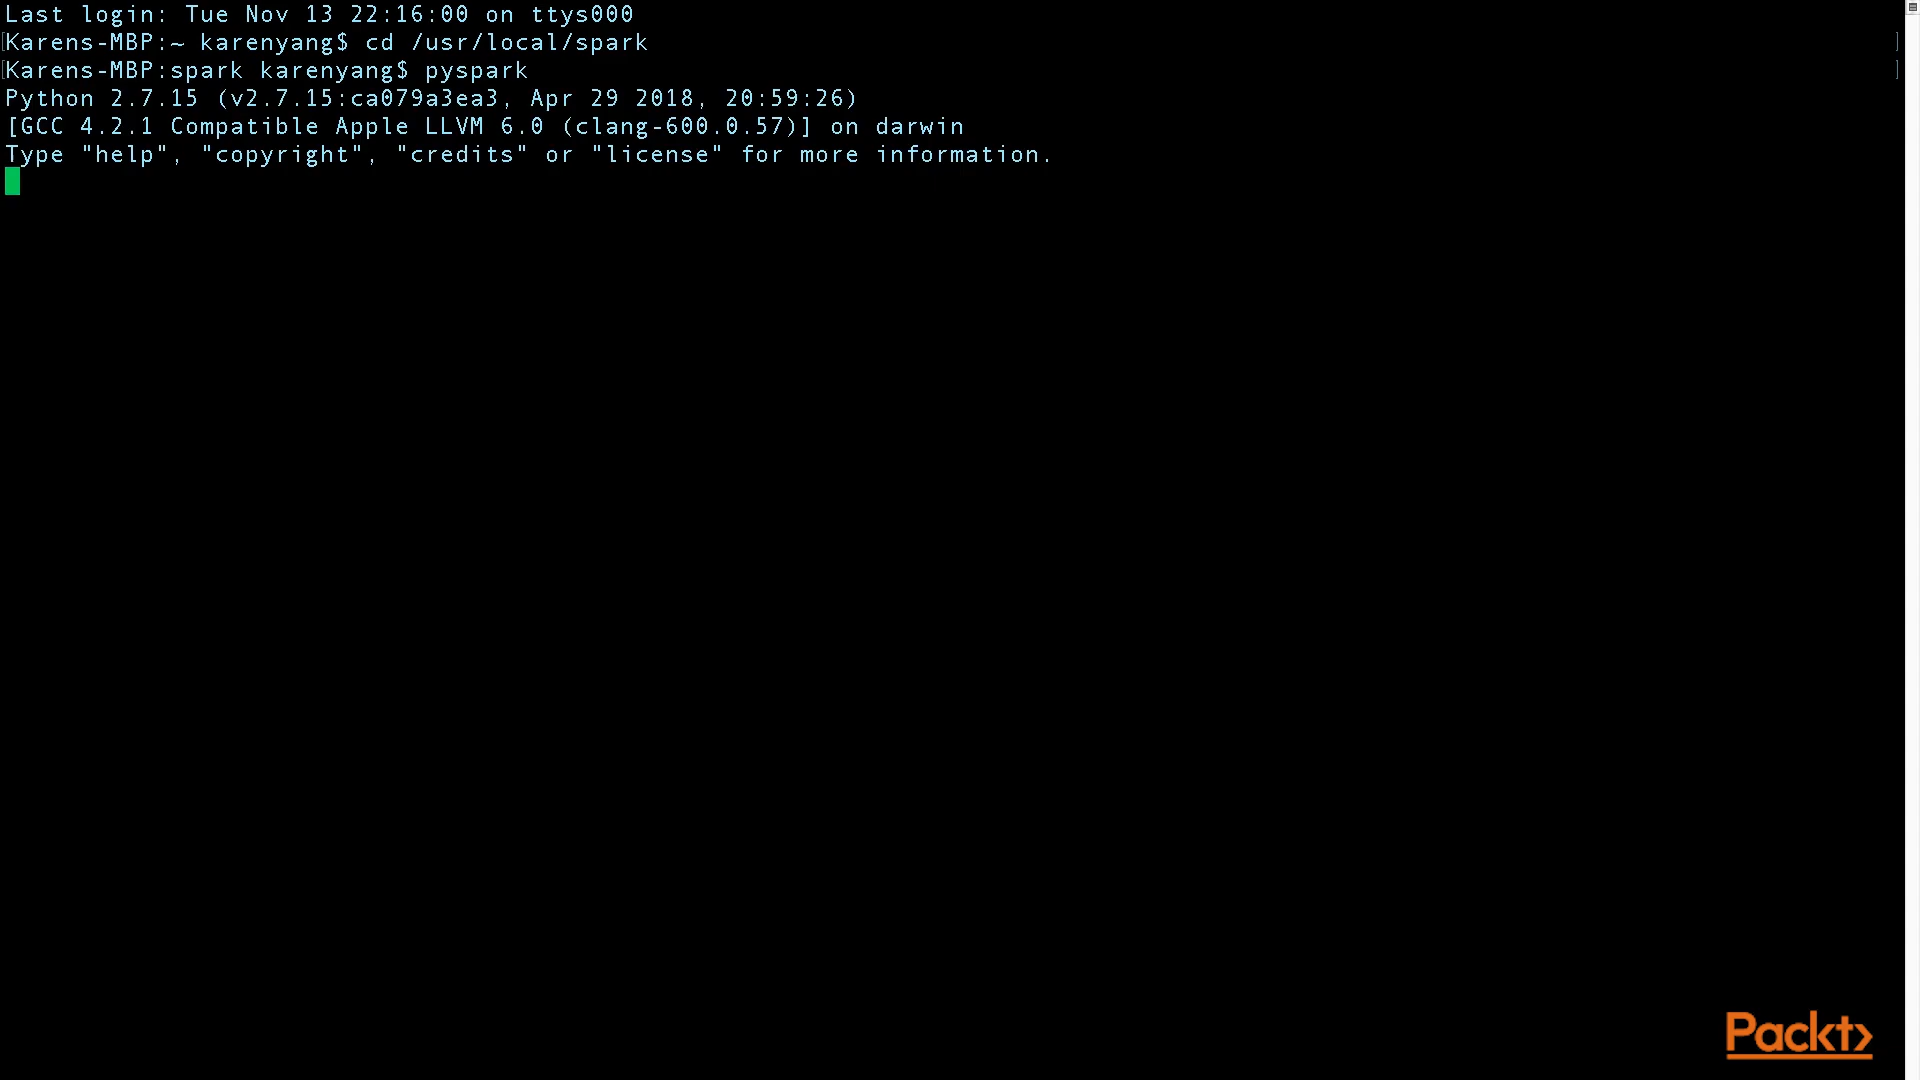 Last login: Tue Nov 13 22:16:00 on ttys000
[Karens-MBP:~ karenyang$ cd /usr/local/spark ]
[Karens-MBP:spark karenyang$ pyspark ]
Python 2.7.15 (v2.7.15:ca079a3ea3, Apr 29 2018, 20:59:26)
[GCC 4.2.1 Compatible Apple LLVM 6.0 (clang-600.0.57)] on darwin
Type "help", "copyright", "credits" or "license" for more information.
Packt>